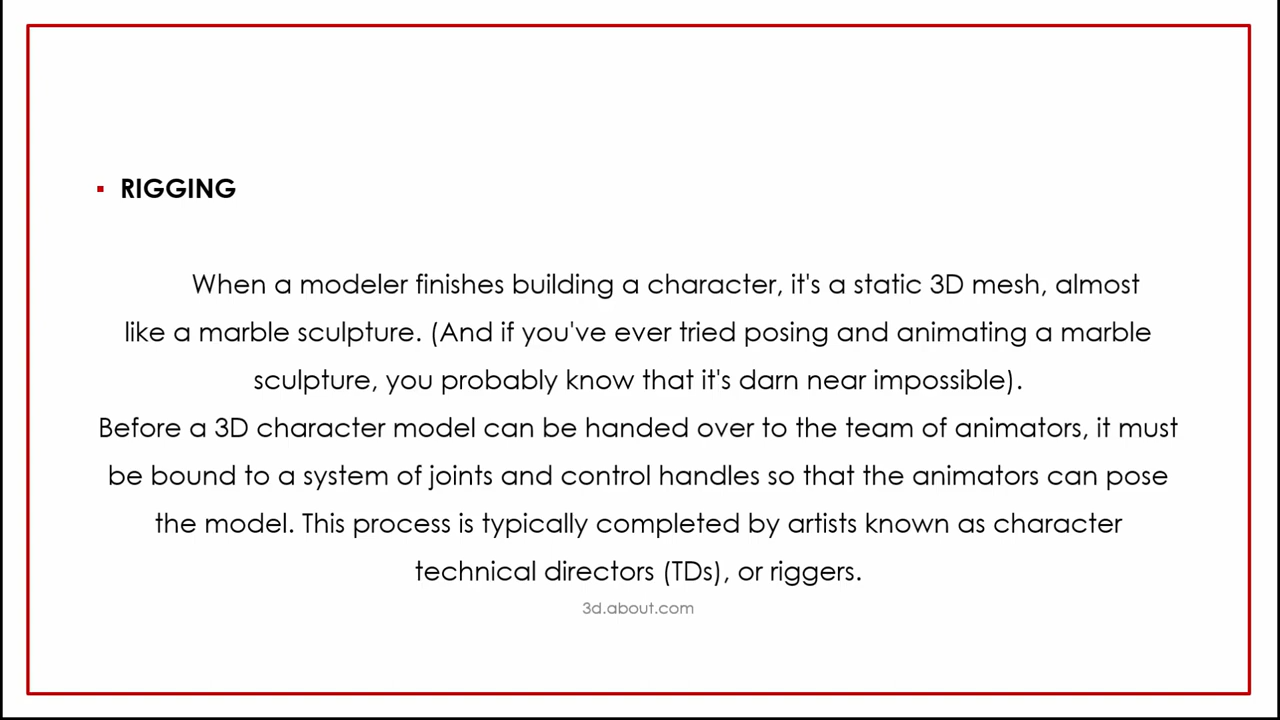 ▪ RIGGING
When a modeler finishes building a character, it's a static 3D mesh, almost
like a marble sculpture. (And if you've ever tried posing and animating a marble
sculpture, you probably know that it's darn near impossible).
Before a 3D character model can be handed over to the team of animators, it must
be bound to a system of joints and control handles so that the animators can pose
the model. This process is typically completed by artists known as character
technical directors (TDs), or riggers.
3d.about.com